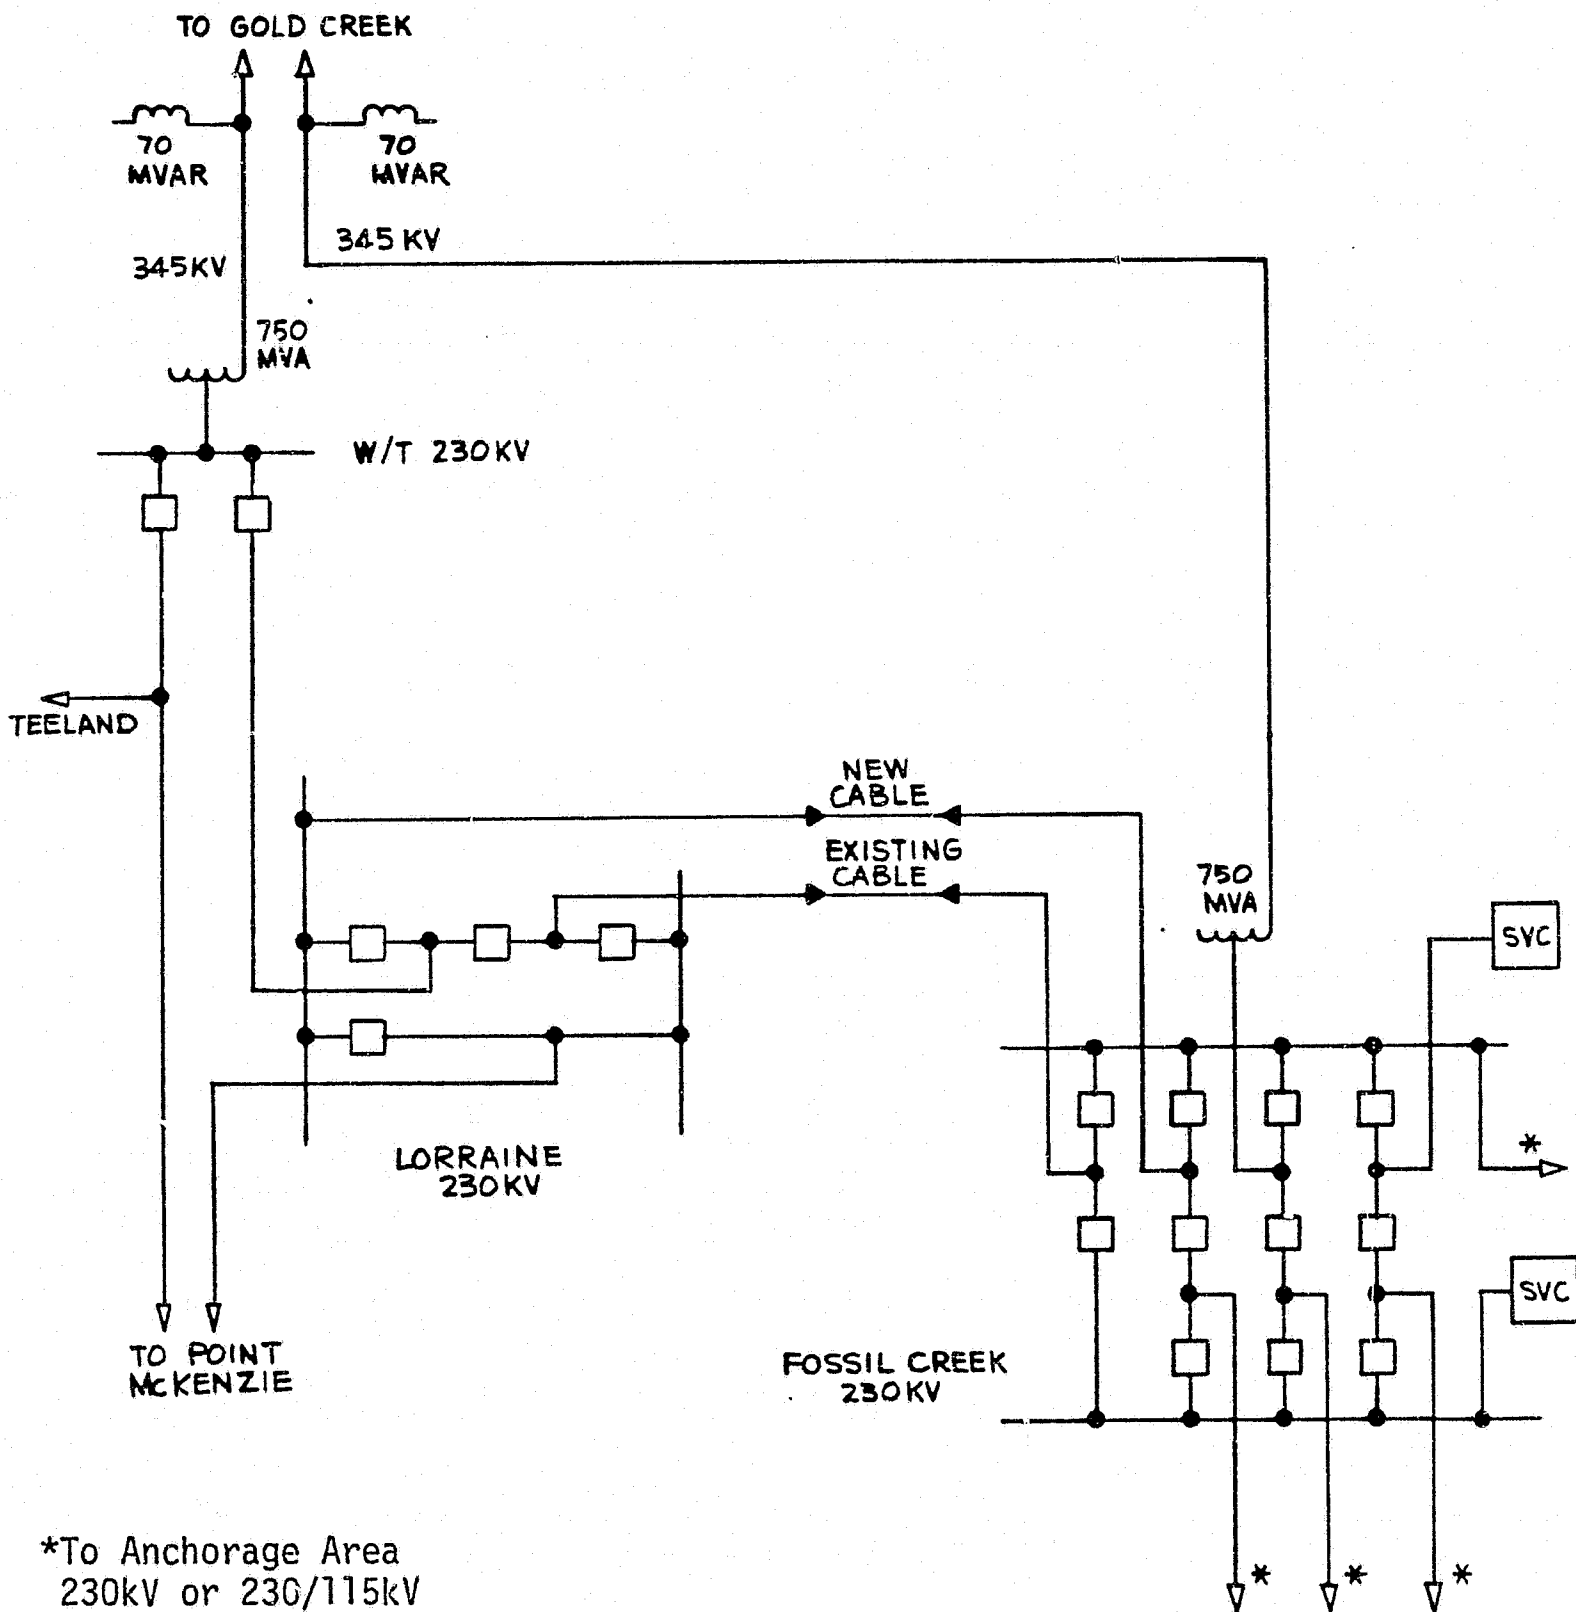 TO GOLD CREEK
70
MVAR
70
MVAR
345 KV
345KV
750
MVA
W/T 230KV
TEELAND
NEW
CABLE
EXISTING
CABLE
750
MVA
SVC
LORRAINE
230KV
*
SVC
TO POINT
McKENZIE
FOSSIL CREEK
230KV
*To Anchorage Area
230kV or 230/115kV
* * *